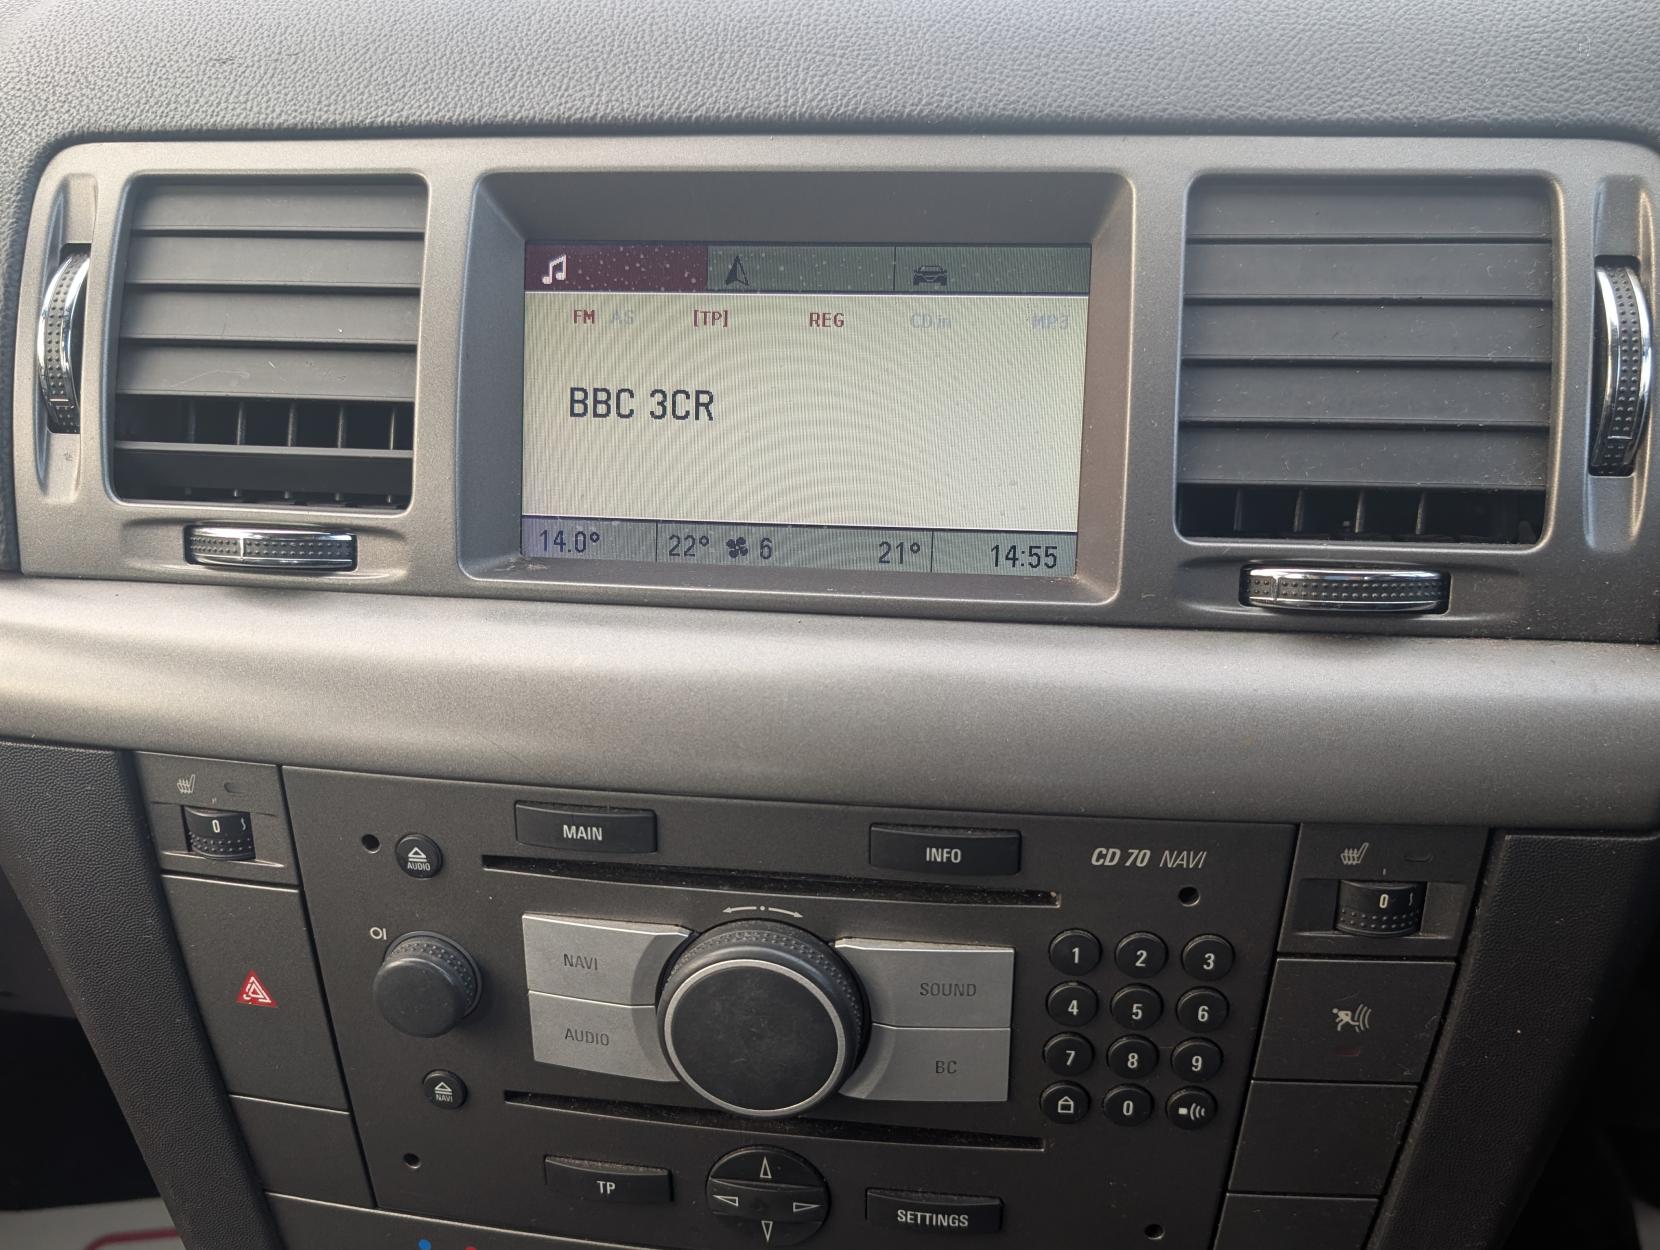 FM AS [TP] REG CD in MP3
BBC 3CR
14.0° 22° 6 21° 14:55
0
MAIN
INFO
CD 70 NAVI
AUDIO
0
NAVI
SOUND
AUDIO
BC
NAVI
1 2 3
4 5 6
7 8 9
0
TP
SETTINGS